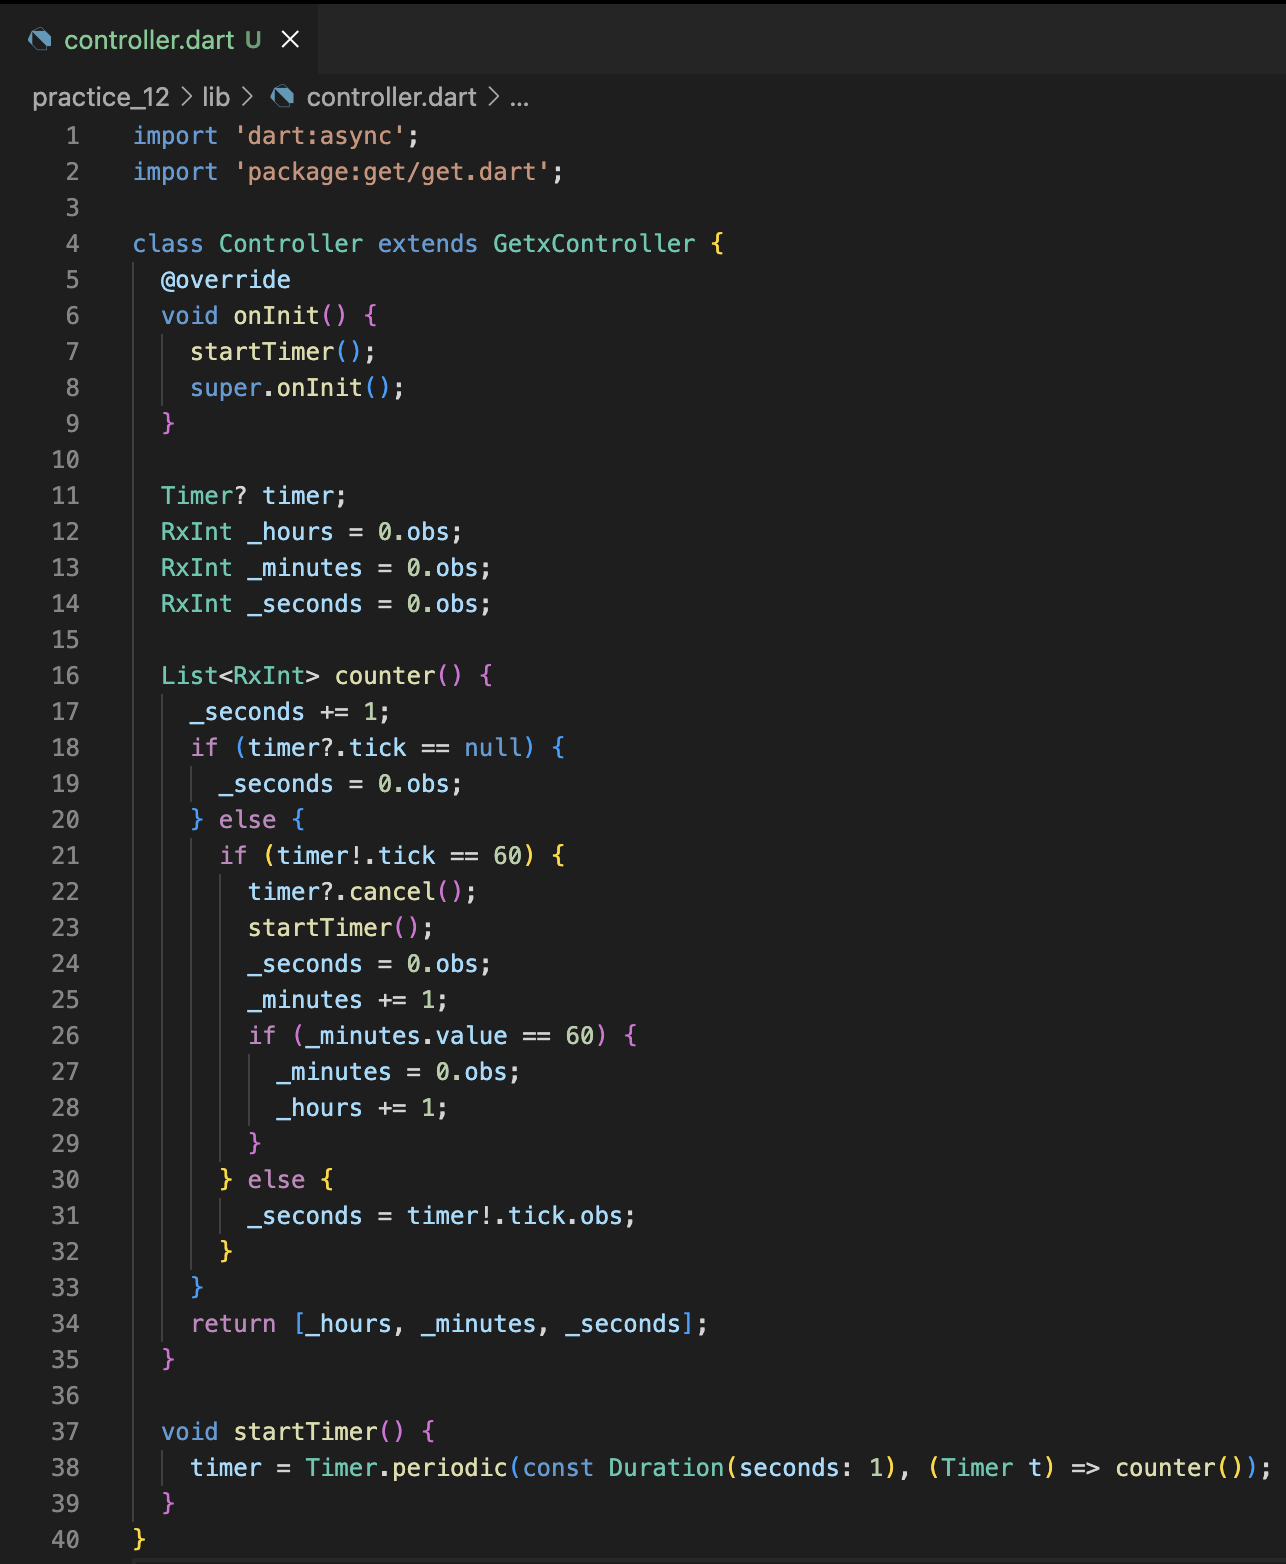 controller.dart U
practice_12 > lib > controller.dart > ...
1 import 'dart:async';
2 import 'package:get/get.dart';
3
4 class Controller extends GetxController {
5   @override
6   void onInit() {
7     startTimer();
8     super.onInit();
9   }
10
11   Timer? timer;
12   RxInt _hours = 0.obs;
13   RxInt _minutes = 0.obs;
14   RxInt _seconds = 0.obs;
15
16   List<RxInt> counter() {
17     _seconds += 1;
18     if (timer?.tick == null) {
19       _seconds = 0.obs;
20     } else {
21       if (timer!.tick == 60) {
22         timer?.cancel();
23         startTimer();
24         _seconds = 0.obs;
25         _minutes += 1;
26         if (_minutes.value == 60) {
27           _minutes = 0.obs;
28           _hours += 1;
29         }
30       } else {
31         _seconds = timer!.tick.obs;
32       }
33     }
34     return [_hours, _minutes, _seconds];
35   }
36
37   void startTimer() {
38     timer = Timer.periodic(const Duration(seconds: 1), (Timer t) => counter());
39   }
40 }